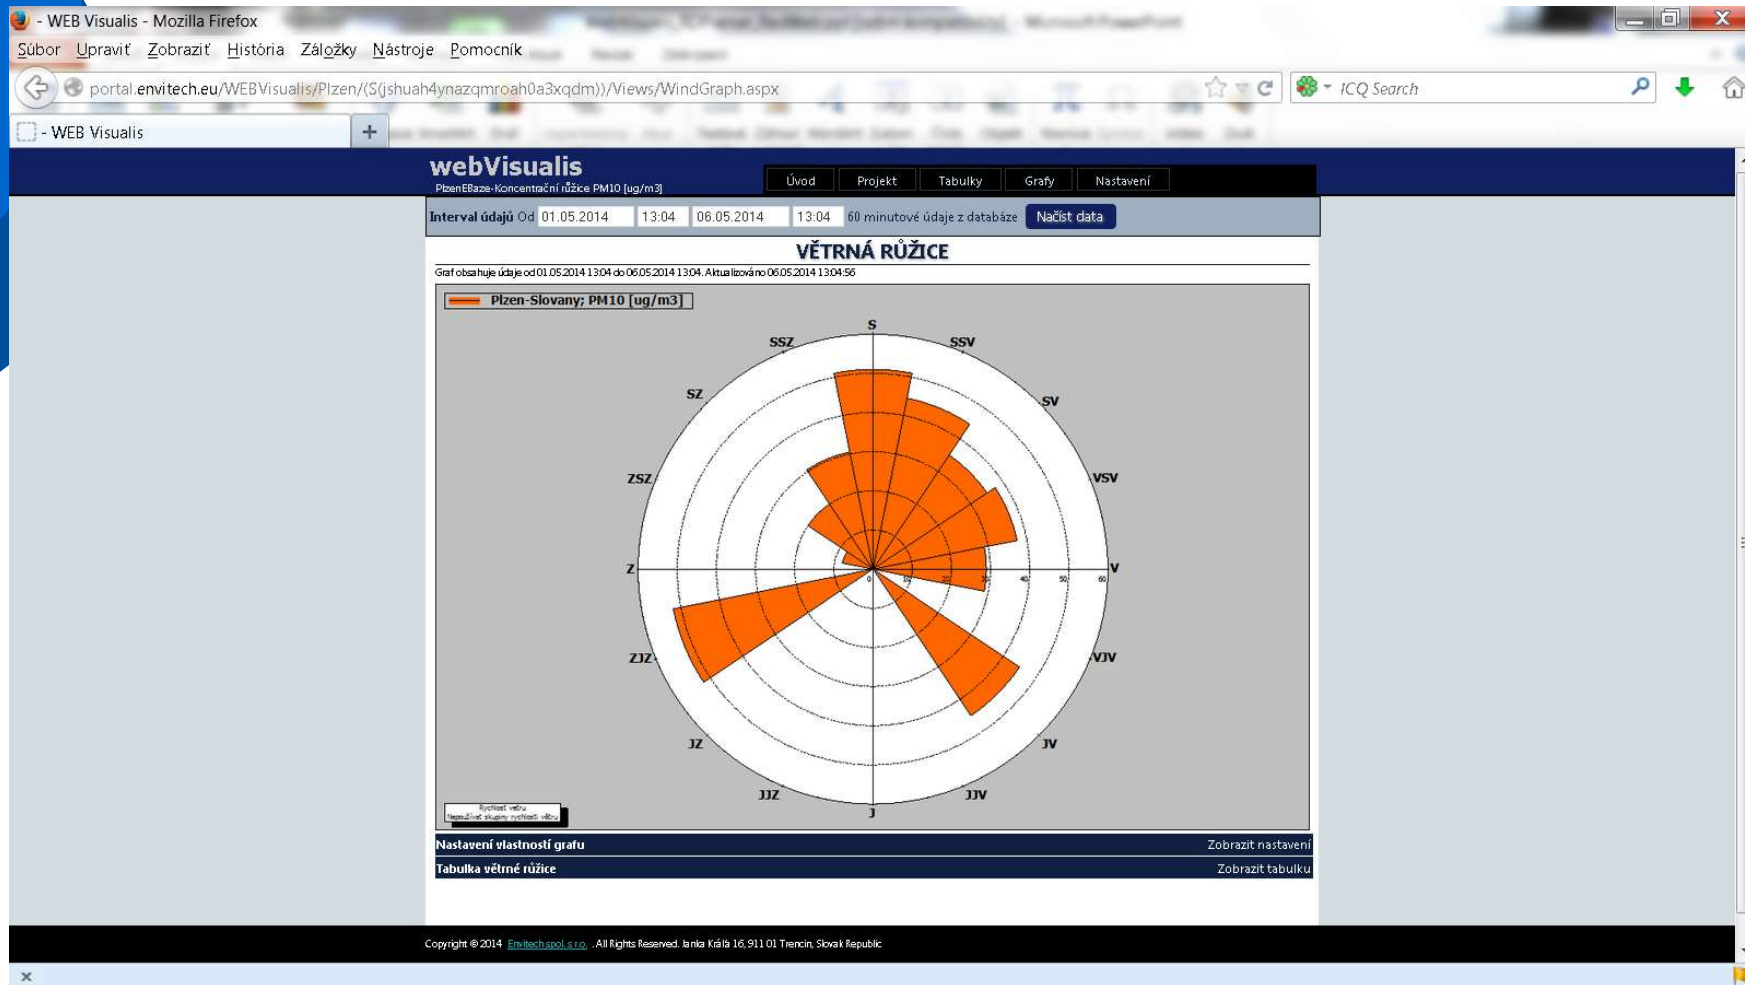 - WEB Visualis - Mozilla Firefox
Súbor Upraviť Zobraziť História Záložky Nástroje Pomocník
portal.envitech.eu/WEBVisualis/Plzen/(S(jshuah4ynazqmroah0a3xqdm))/Views/WindGraph.aspx
ICQ Search
- WEB Visualis
webVisualis
PlzenEBaze-Koncentrační růžice PM10 [ug/m3]
Úvod Projekt Tabulky Grafy Nastavení
Interval údajů Od 01.05.2014 13:04 06.05.2014 13:04 60 minutové údaje z databáze Načíst data
VĚTRNÁ RŮŽICE
Graf obsahuje údaje od 01.05.2014 13:04 do 06.05.2014 13:04. Aktualizováno 06.05.2014 13:04:56
Plzen-Slovany; PM10 [ug/m3]
S
SSZ SSV
SZ SV
ZSZ VSV
Z V
0 10 20 30 40 50 60
ZJZ VJV
JZ JV
JJZ JJV
J
Rychlost vetru
Nepoužívat skupiny rychlosti větru
Nastavení vlastností grafu Zobrazit nastavení
Tabulka větrné růžice Zobrazit tabulku
Copyright © 2014 Envitech spol. s r.o. . All Rights Reserved. Janka Kráľa 16, 911 01 Trencin, Slovak Republic